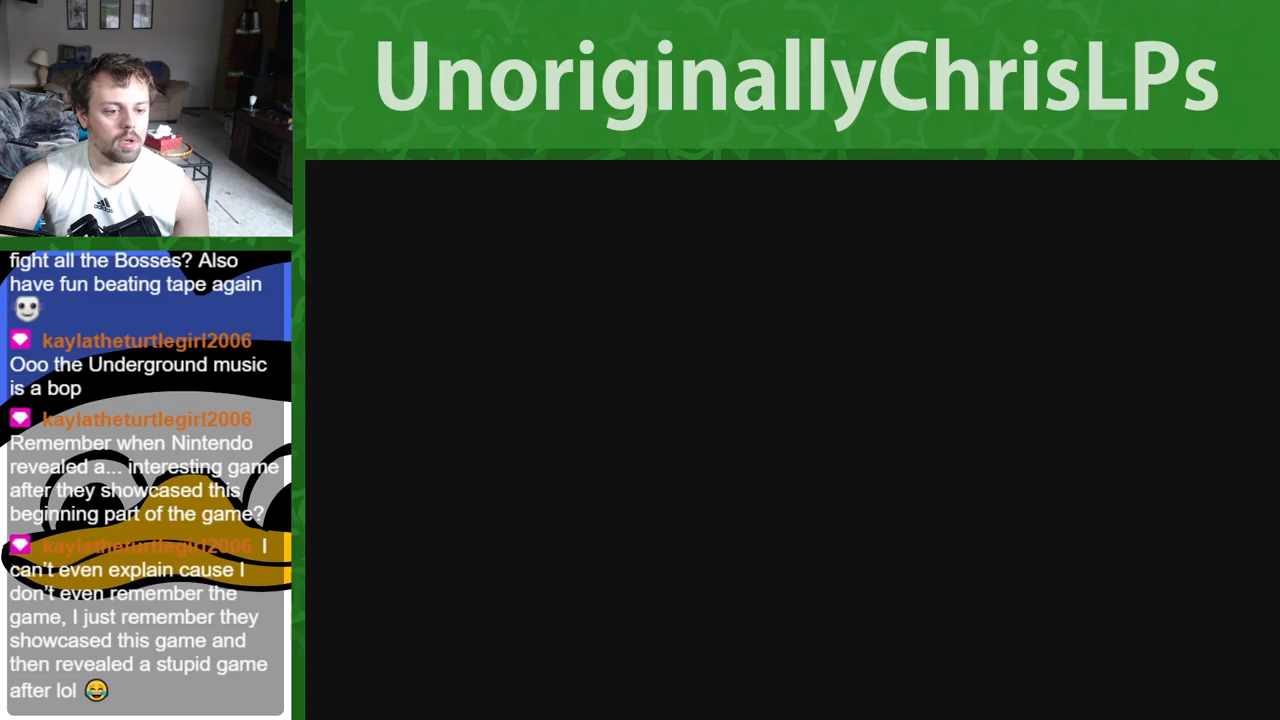 UnoriginallyChrisLPs
adidas
fight all the Bosses? Also
have fun beating tape again
kaylatheturtlegirl2006
Ooo the Underground music
is a bop
kaylatheturtlegirl2006
Remember when Nintendo
revealed a... interesting game
after they showcased this
beginning part of the game?
kaylatheturtlegirl2006 I
can't even explain cause I
don't even remember the
game, I just remember they
showcased this game and
then revealed a stupid game
after lol 😂